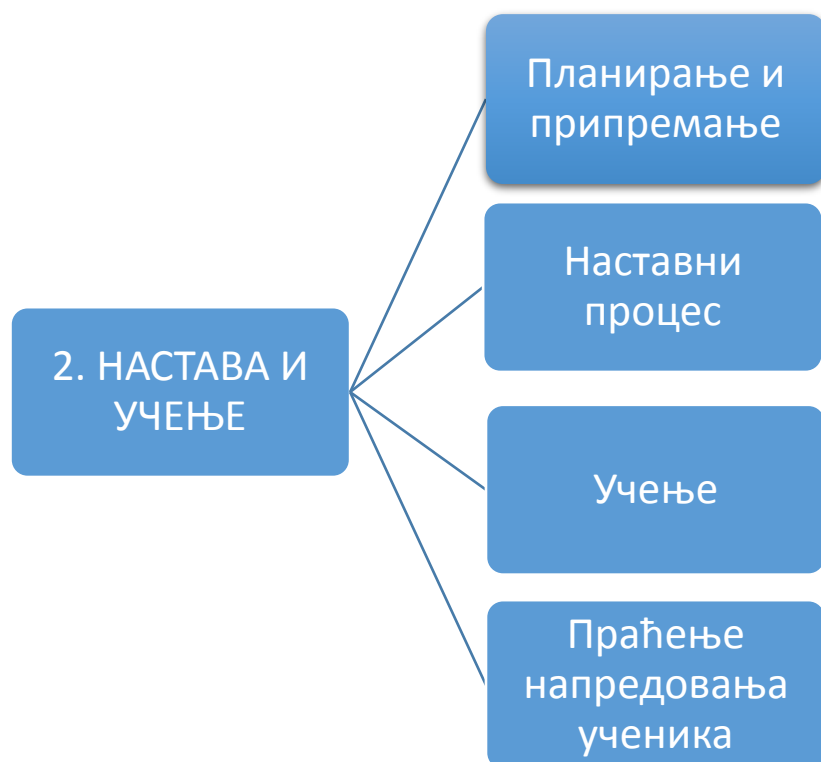 Планирање и
припремање
Наставни
процес
2. НАСТАВА И
УЧЕЊЕ
Учење
Праћење
напредовања
ученика